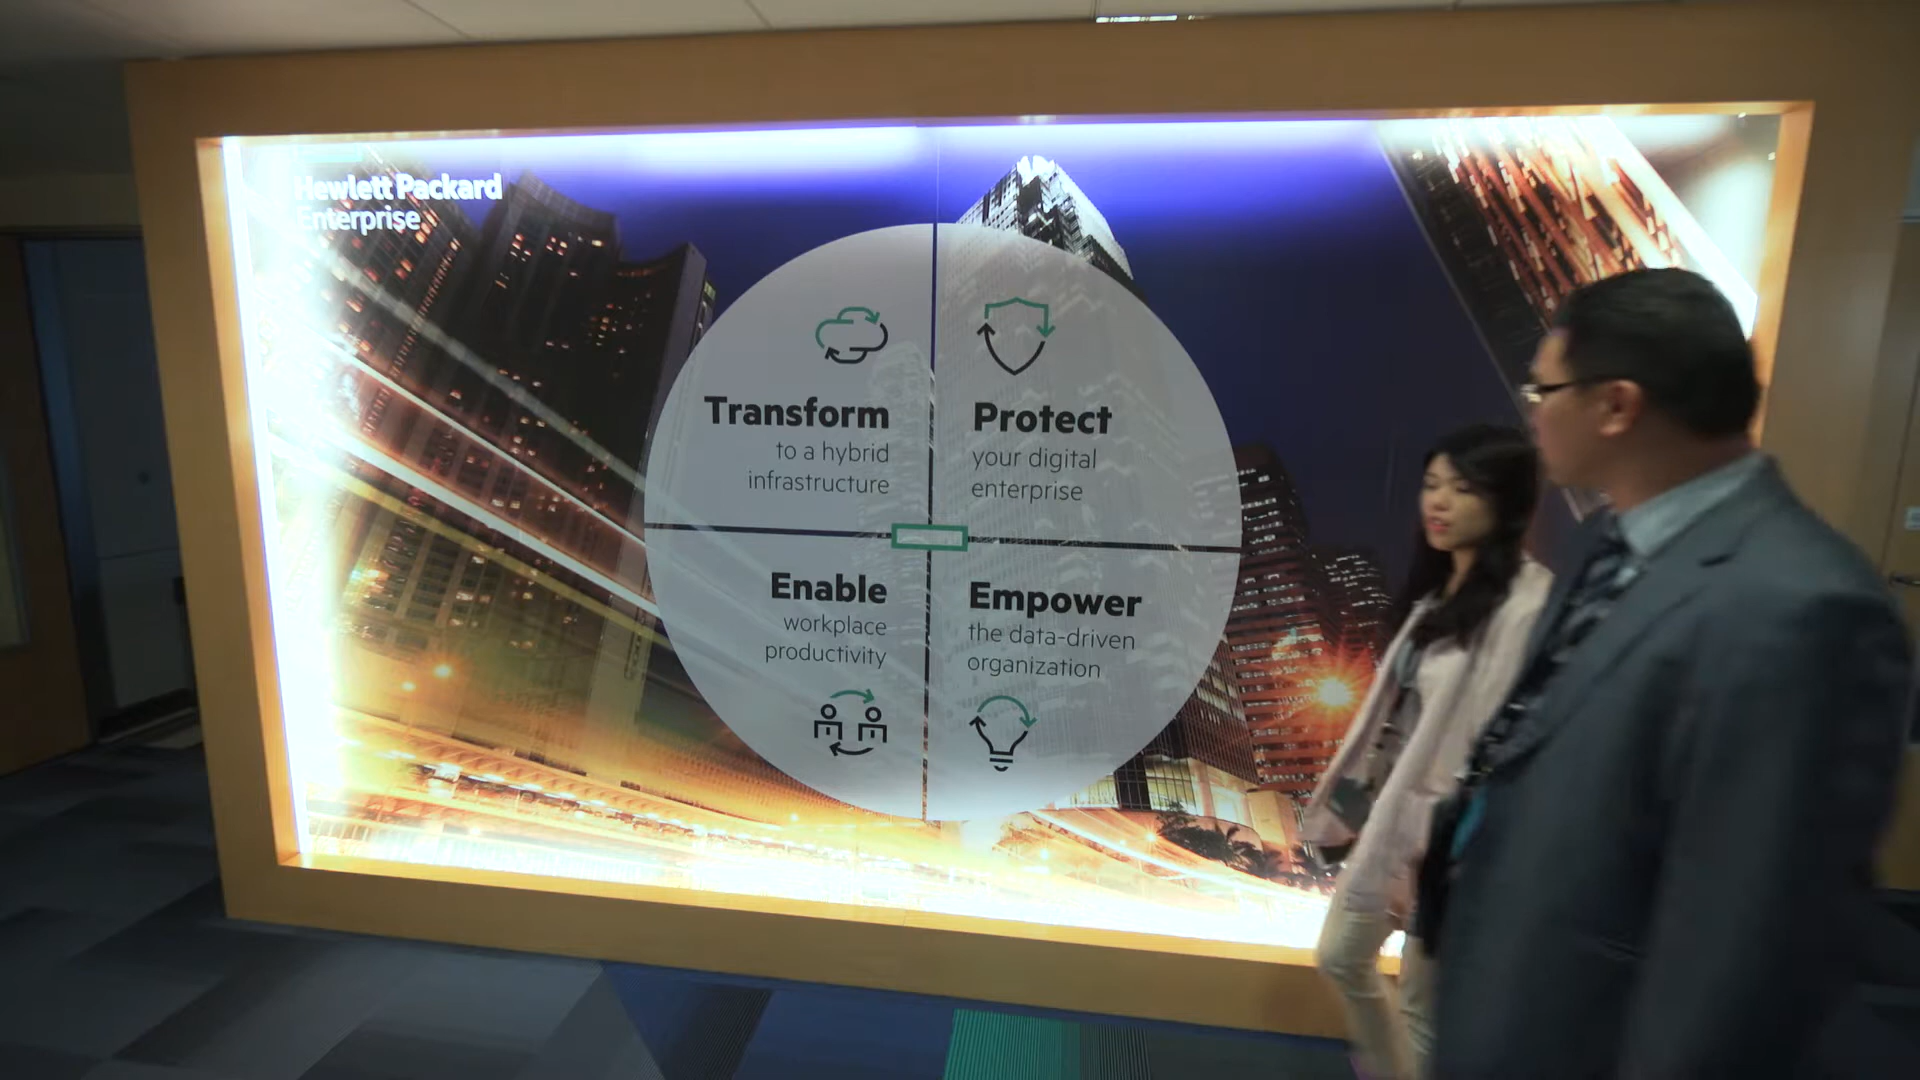 Hewlett Packard
Enterprise
Transform
to a hybrid
infrastructure
Protect
your digital
enterprise
Enable
workplace
productivity
Empower
the data-driven
organization